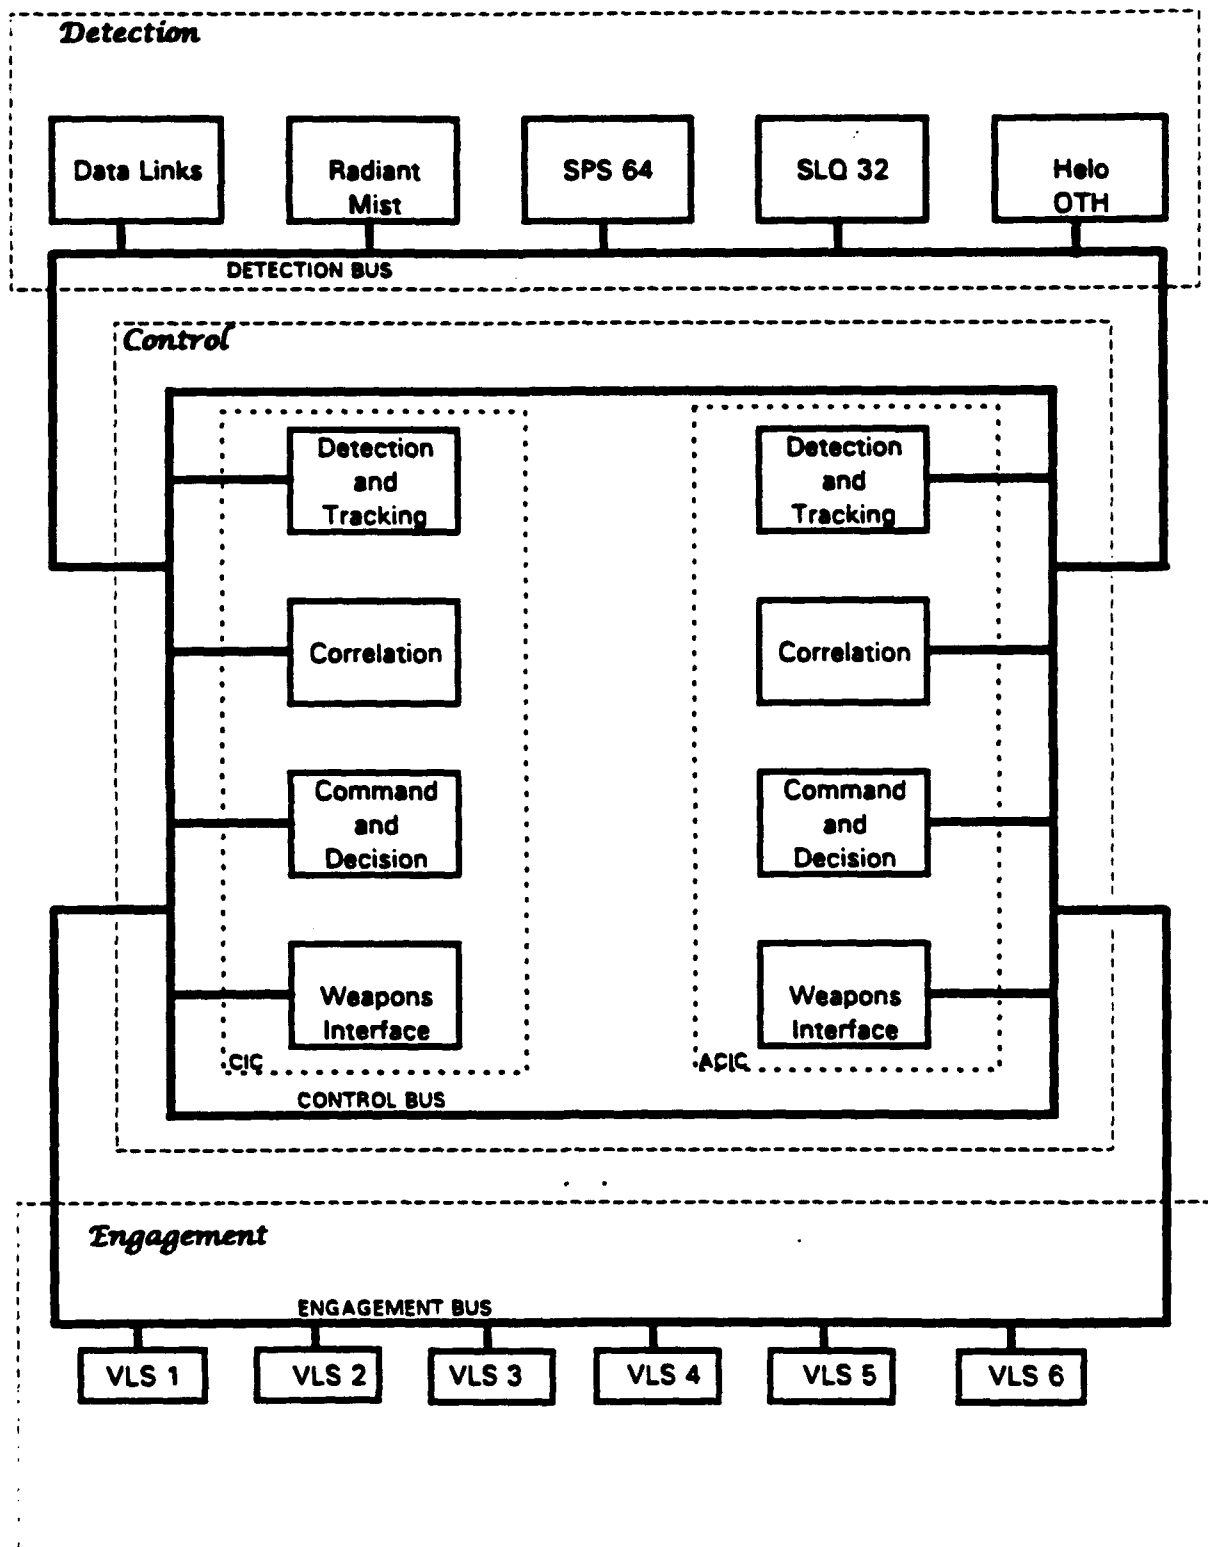 Detection
Data Links
Radiant
Mist
SPS 64
SLQ 32
Helo
OTH
DETECTION BUS
Control
Detection
and
Tracking
Correlation
Command
and
Decision
Weapons
Interface
CIC
Detection
and
Tracking
Correlation
Command
and
Decision
Weapons
Interface
ACIC
CONTROL BUS
Engagement
ENGAGEMENT BUS
VLS 1
VLS 2
VLS 3
VLS 4
VLS 5
VLS 6